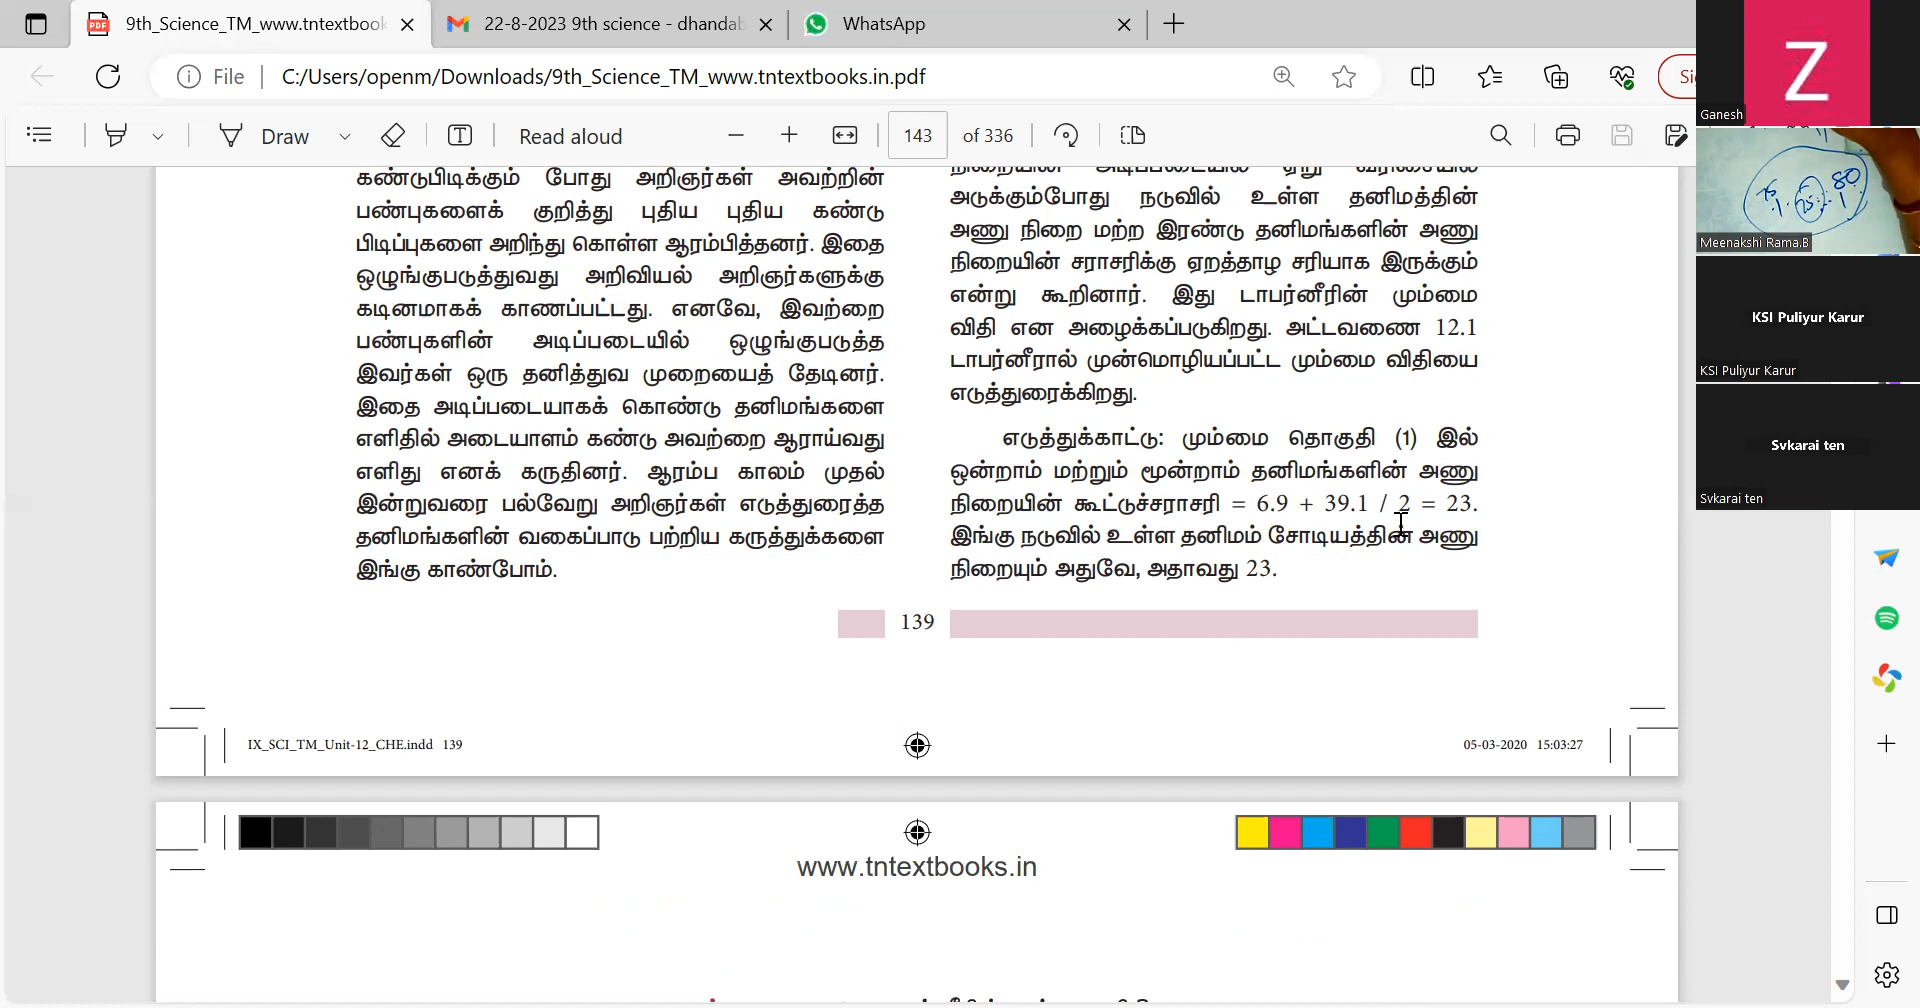 9th_Science_TM_www.tntextbook
22-8-2023 9th science - dhandab
WhatsApp
File
C:/Users/openm/Downloads/9th_Science_TM_www.tntextbooks.in.pdf
Draw
Read aloud
143
of 336
Z
Ganesh
Meenakshi Rama.B
KSI Puliyur Karur
KSI Puliyur Karur
Svkarai ten
Svkarai ten
கண்டுபிடிக்கும் போது அறிஞர்கள் அவற்றின்
பண்புகளைக் குறித்து புதிய புதிய கண்டு
பிடிப்புகளை அறிந்து கொள்ள ஆரம்பித்தனர். இதை
ஒழுங்குபடுத்துவது அறிவியல் அறிஞர்களுக்கு
கடினமாகக் காணப்பட்டது. எனவே, இவற்றை
பண்புகளின் அடிப்படையில் ஒழுங்குபடுத்த
இவர்கள் ஒரு தனித்துவ முறையைத் தேடினர்.
இதை அடிப்படையாகக் கொண்டு தனிமங்களை
எளிதில் அடையாளம் கண்டு அவற்றை ஆராய்வது
எளிது எனக் கருதினர். ஆரம்ப காலம் முதல்
இன்றுவரை பல்வேறு அறிஞர்கள் எடுத்துரைத்த
தனிமங்களின் வகைப்பாடு பற்றிய கருத்துக்களை
இங்கு காண்போம்.
நிறையின் அடிப்படையில் ஏறு வரிசையில்
அடுக்கும்போது நடுவில் உள்ள தனிமத்தின்
அணு நிறை மற்ற இரண்டு தனிமங்களின் அணு
நிறையின் சராசரிக்கு ஏறத்தாழ சரியாக இருக்கும்
என்று கூறினார். இது டாபர்னீரின் மும்மை
விதி என அழைக்கப்படுகிறது. அட்டவணை 12.1
டாபர்னீரால் முன்மொழியப்பட்ட மும்மை விதியை
எடுத்துரைக்கிறது.
எடுத்துக்காட்டு: மும்மை தொகுதி (1) இல்
ஒன்றாம் மற்றும் மூன்றாம் தனிமங்களின் அணு
நிறையின் கூட்டுச்சராசரி = 6.9 + 39.1 / 2 = 23.
இங்கு நடுவில் உள்ள தனிமம் சோடியத்தின் அணு
நிறையும் அதுவே, அதாவது 23.
139
IX_SCI_TM_Unit-12_CHE.indd 139
05-03-2020 15:03:27
www.tntextbooks.in